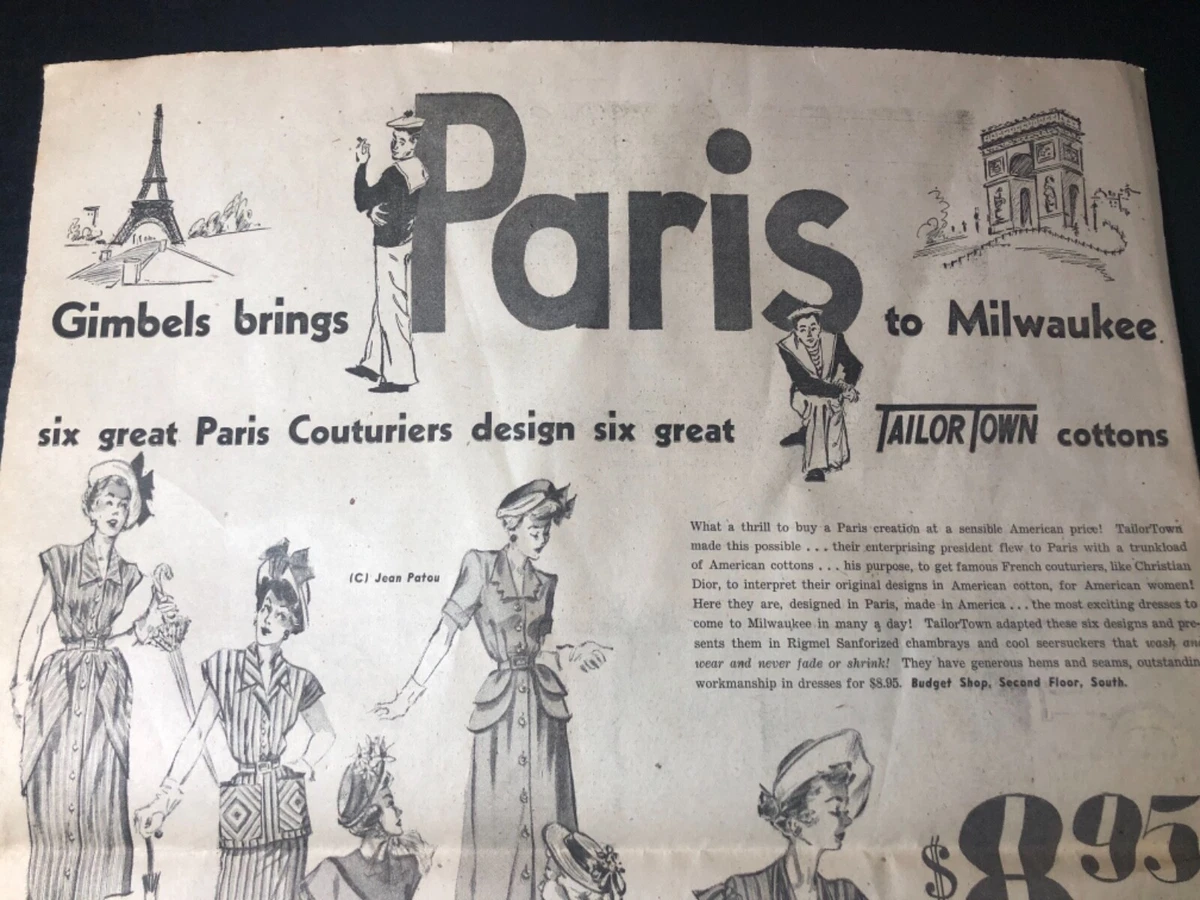 Paris
Gimbels brings to Milwaukee.
six great Paris Couturiers design six great TAILORTOWN cottons
(C) Jean Patou
What a thrill to buy a Paris creation at a sensible American price! TailorTown
made this possible . . . their enterprising president flew to Paris with a trunkload
of American cottons . . . his purpose, to get famous French couturiers, like Christian
Dior, to interpret their original designs in American cotton, for American women!
Here they are, designed in Paris, made in America . . . the most exciting dresses to
come to Milwaukee in many a day! TailorTown adapted these six designs and pre-
sents them in Rigmel Sanforized chambrays and cool seersuckers that wash and
wear and never fade or shrink! They have generous hems and seams, outstandin
workmanship in dresses for $8.95. Budget Shop, Second Floor, South.
$8.95